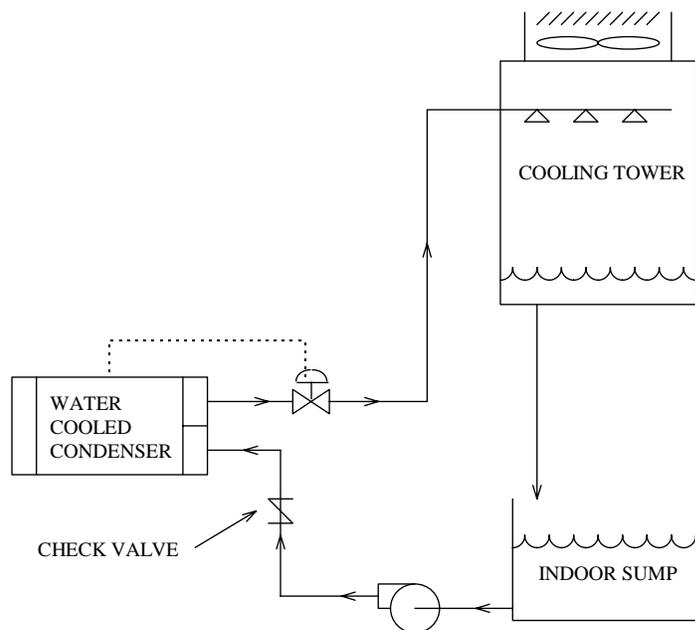 COOLING TOWER
WATER
COOLED
CONDENSER
CHECK VALVE
INDOOR SUMP